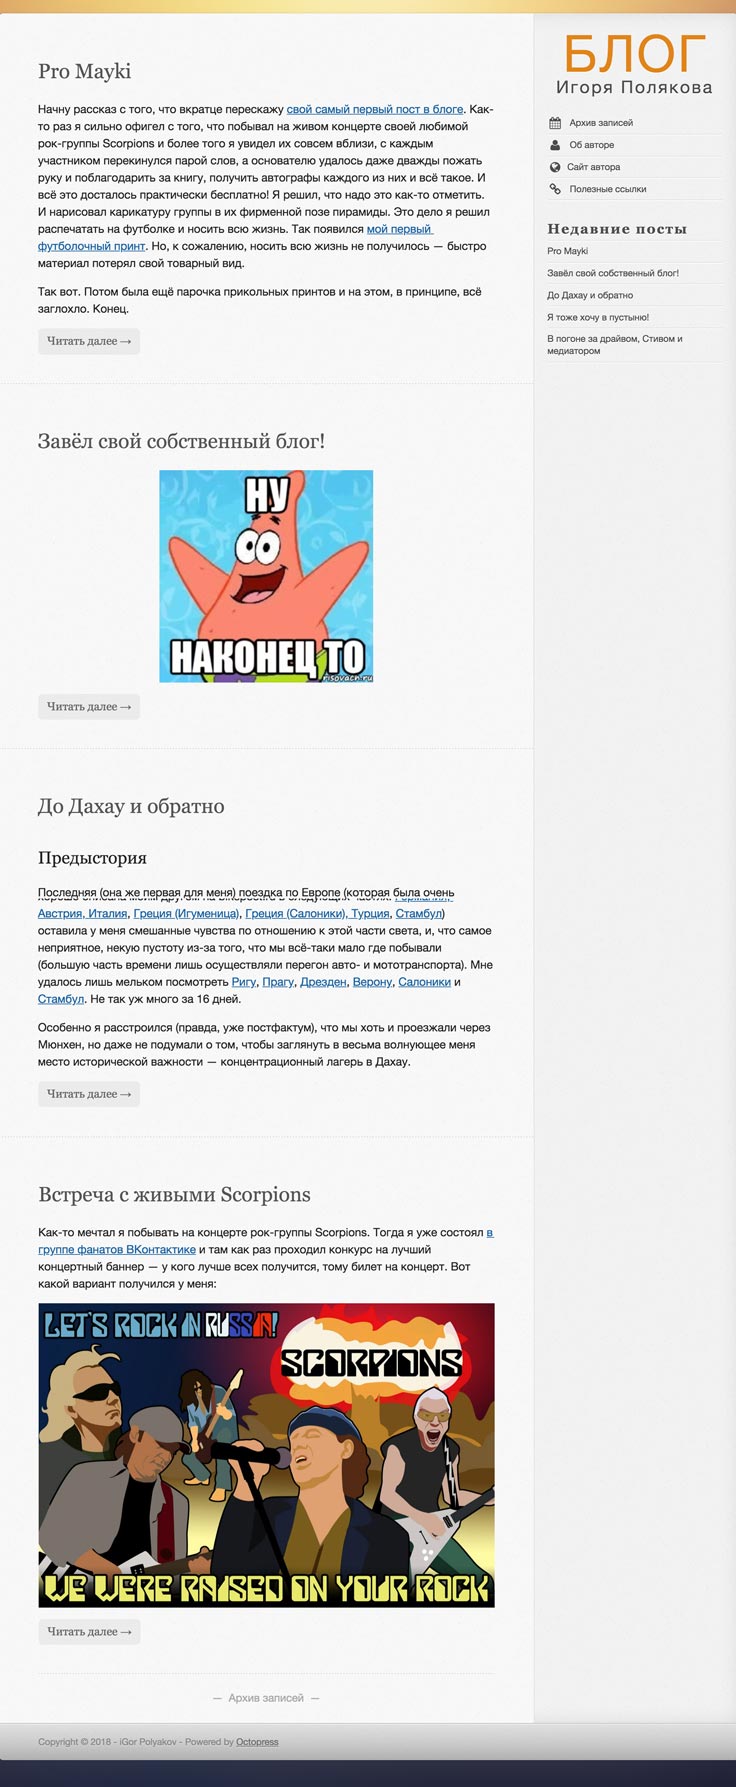 Pro Mayki
Начну рассказ с того, что вкратце перескажу свой самый первый пост в блоге. Как-
то раз я сильно офигел с того, что побывал на живом концерте своей любимой
рок-группы Scorpions и более того я увидел их совсем вблизи, с каждым
участником перекинулся парой слов, а основателю удалось даже дважды пожать
руку и поблагодарить за книгу, получить автографы каждого из них и всё такое. И
всё это досталось практически бесплатно! Я решил, что надо это как-то отметить.
И нарисовал карикатуру группы в их фирменной позе пирамиды. Это дело я решил
распечатать на футболке и носить всю жизнь. Так появился мой первый
футболочный принт. Но, к сожалению, носить всю жизнь не получилось — быстро
материал потерял свой товарный вид.
Так вот. Потом была ещё парочка прикольных принтов и на этом, в принципе, всё
заглохло. Конец.
Читать далее →
Завёл свой собственный блог!
НУ
НАКОНЕЦ ТО
risovach.ru
Читать далее →
До Дахау и обратно
Предыстория
Последняя (она же первая для меня) поездка по Европе (которая была очень
Австрия, Италия, Греция (Игуменица), Греция (Салоники), Турция, Стамбул)
оставила у меня смешанные чувства по отношению к этой части света, и, что самое
неприятное, некую пустоту из-за того, что мы всё-таки мало где побывали
(большую часть времени лишь осуществляли перегон авто- и мототранспорта). Мне
удалось лишь мельком посмотреть Ригу, Прагу, Дрезден, Верону, Салоники и
Стамбул. Не так уж много за 16 дней.
Особенно я расстроился (правда, уже постфактум), что мы хоть и проезжали через
Мюнхен, но даже не подумали о том, чтобы заглянуть в весьма волнующее меня
место исторической важности — концентрационный лагерь в Дахау.
Читать далее →
Встреча с живыми Scorpions
Как-то мечтал я побывать на концерте рок-группы Scorpions. Тогда я уже состоял в
группе фанатов ВКонтактике и там как раз проходил конкурс на лучший
концертный баннер — у кого лучше всех получится, тому билет на концерт. Вот
какой вариант получился у меня:
LET'S ROCK IN RUSSIA!
SCORPIONS
WE WERE RAISED ON YOUR ROCK
Читать далее →
— Архив записей —
БЛОГ
Игоря Полякова
Архив записей
Об авторе
Сайт автора
Полезные ссылки
Недавние посты
Pro Mayki
Завёл свой собственный блог!
До Дахау и обратно
Я тоже хочу в пустыню!
В погоне за драйвом, Стивом и
медиатором
Copyright © 2018 - iGor Polyakov - Powered by Octopress